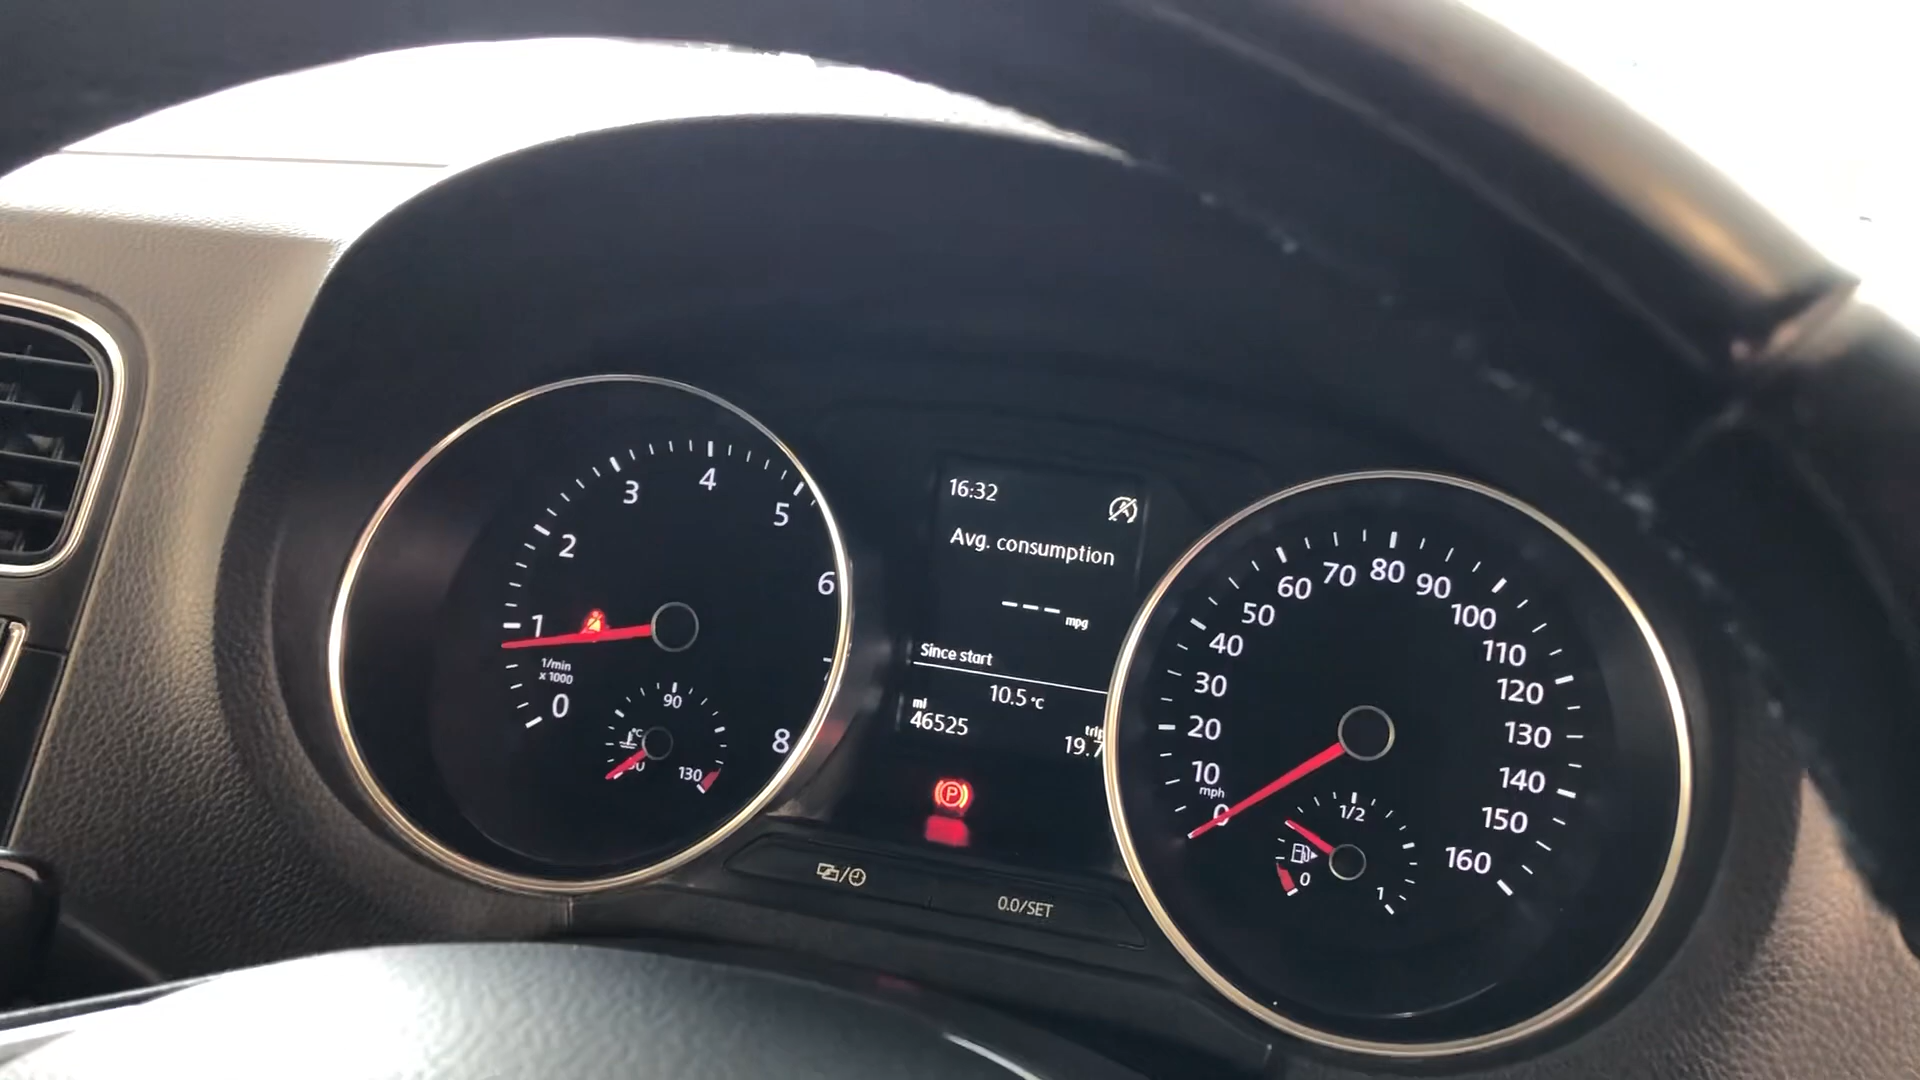 0
1
2
3
4
5
6
8
1/min
x 1000
90
130
°C
16:32
Avg. consumption
---
mpg
Since start
10.5 °C
mi
46525
trip
19.7
P
0
10
20
30
40
50
60
70
80
90
100
110
120
130
140
150
160
mph
0
1/2
1
0.0/SET